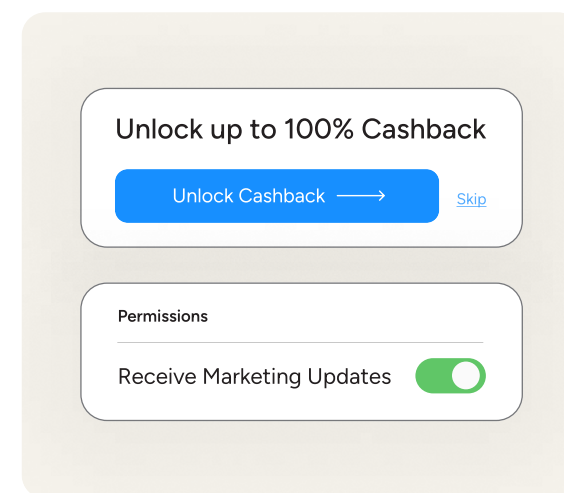 Unlock up to 100% Cashback
Unlock Cashback
Skip
Permissions
Receive Marketing Updates